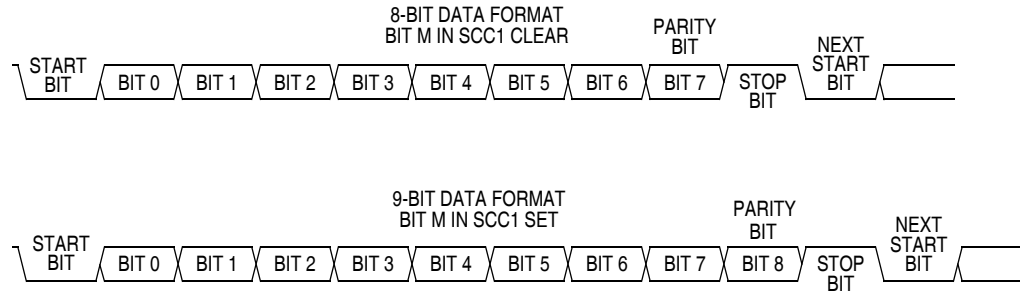 8-BIT DATA FORMAT
BIT M IN SCC1 CLEAR
PARITY
BIT
NEXT
START
BIT
START
BIT
BIT 0
BIT 1
BIT 2
BIT 3
BIT 4
BIT 5
BIT 6
BIT 7
STOP
BIT
9-BIT DATA FORMAT
BIT M IN SCC1 SET
PARITY
BIT
NEXT
START
BIT
START
BIT
BIT 0
BIT 1
BIT 2
BIT 3
BIT 4
BIT 5
BIT 6
BIT 7
BIT 8
STOP
BIT